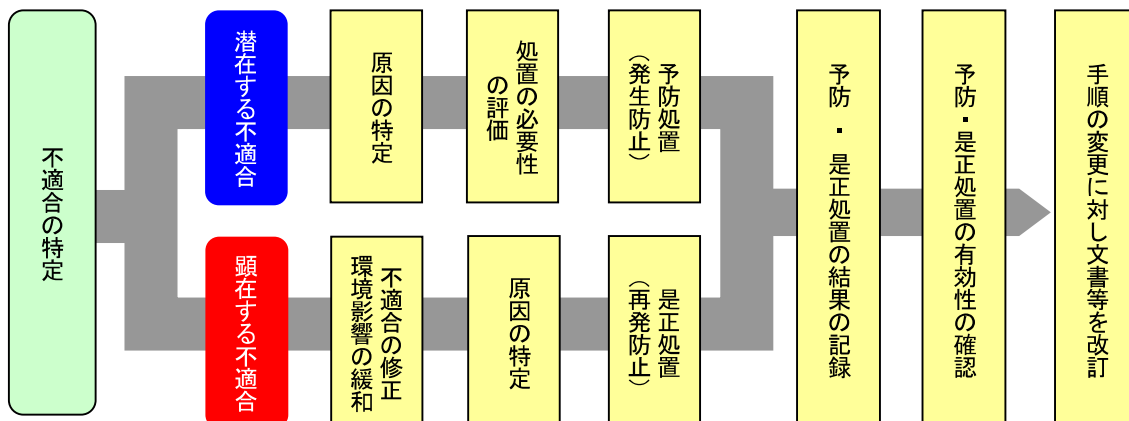 不適合の特定
潜在する不適合
原因の特定
処置の必要性
の評価
予防処置
（発生防止）
顕在する不適合
不適合の修正
環境影響の緩和
原因の特定
是正処置
（再発防止）
予防・是正処置の結果の記録
予防・是正処置の有効性の確認
手順の変更に対し文書等を改訂